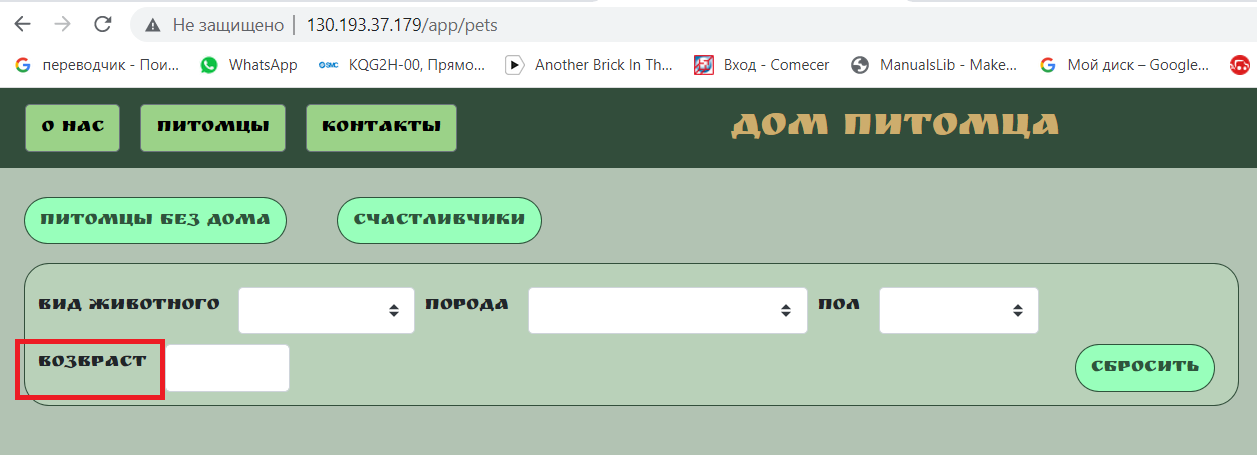 Не защищено | 130.193.37.179/app/pets
переводчик - Пои... WhatsApp SMC KQG2H-00, Прямо... Another Brick In Th... Вход - Comecer ManualsLib - Make... Мой диск – Google...
О НАС ПИТОМЦЫ КОНТАКТЫ ДОМ ПИТОМЦА
ПИТОМЦЫ БЕЗ ДОМА СЧАСТЛИВЧИКИ
ВИД ЖИВОТНОГО ПОРОДА ПОЛ
ВОЗВРАСТ СБРОСИТЬ